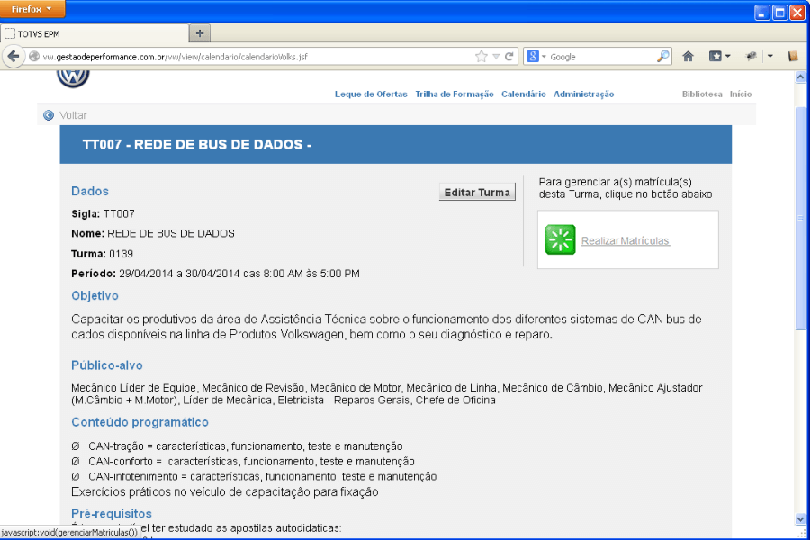 Firefox
TOTVS EPM
+
vw.gestaodeperformance.com.br/vw/view/calendario/calendarioVolks.jsf
Google
Leque de Ofertas Trilha de Formação Calendário Administração Biblioteca Início
Voltar
TT007 - REDE DE BUS DE DADOS -
Dados
Editar Turma
Para gerenciar a(s) matrícula(s)
desta Turma, clique no botão abaixo
Sigla: TT007
Nome: REDE DE BUS DE DADOS
Realizar Matrículas
Turma: 0139
Período: 29/04/2014 a 30/04/2014 das 8:00 AM às 5:00 PM
Objetivo
Capacitar os produtivos da área de Assistência Técnica sobre o funcionamento dos diferentes sistemas de CAN bus de
dados disponíveis na linha de Produtos Volkswagen, bem como o seu diagnóstico e reparo.
Público-alvo
Mecânico Líder de Equipe, Mecânico de Revisão, Mecânico de Motor, Mecânico de Linha, Mecânico de Câmbio, Mecânico Ajustador
(M.Câmbio + M.Motor), Líder de Mecânica, Eletricista Reparos Gerais, Chefe de Oficina
Conteúdo programático
Ø CAN-tração = características, funcionamento, teste e manutenção
Ø CAN-conforto = características, funcionamento, teste e manutenção
Ø CAN-infotenimento = características, funcionamento, teste e manutenção
Exercícios práticos no veículo de capacitação para fixação
Pré-requisitos
ter estudado as apostilas autodidáticas:
javascript:void(gerenciarMatriculas())